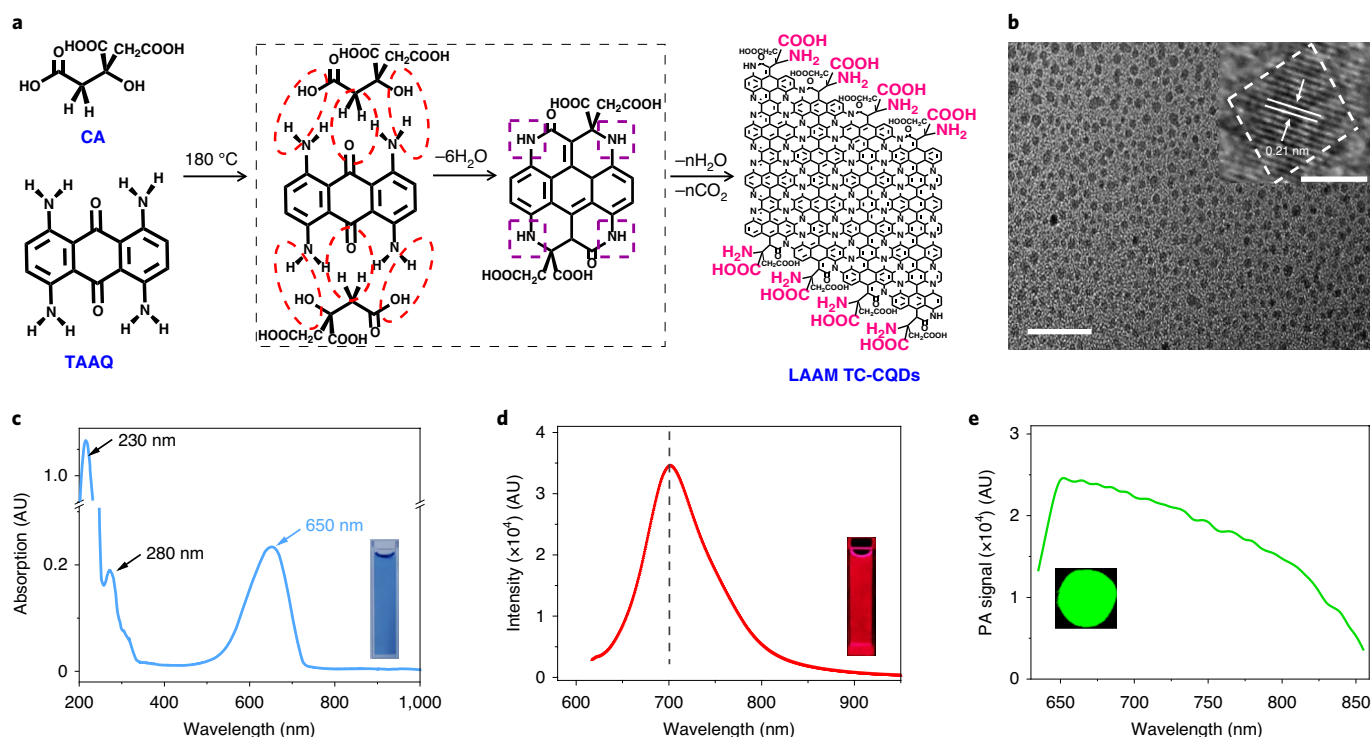 a
HOOC
CH2COOH
O
HO
OH
H H
CA
H H H H
N O N
O
N N
H H H H
TAAQ
180 °C
HOOC
CH2COOH
O
HO
OH
H H
H H
H H
N O N
O
N N
H H
H H
H H
HO
OH
O
HOOCH2C
COOH
–6H2O
HOOC
CH2COOH
O
NH
HN
NH
HN
O
HOOCH2C
COOH
–nH2O
–nCO2
COOH
NH2
COOH
NH2
COOH
NH2
COOH
NH2
H2N
HOOC
H2N
HOOC
H2N
HOOC
H2N
HOOC
LAAM TC-CQDs
b
0.21 nm
c
230 nm
280 nm
650 nm
1.0
0.2
0
Absorption (AU)
200 300 400 500 600 700 800 900 1,000
Wavelength (nm)
d
4
3
2
1
0
Intensity (×10⁴) (AU)
600 700 800 900
Wavelength (nm)
e
3
2
1
0
PA signal (×10⁴) (AU)
650 700 750 800 850
Wavelength (nm)